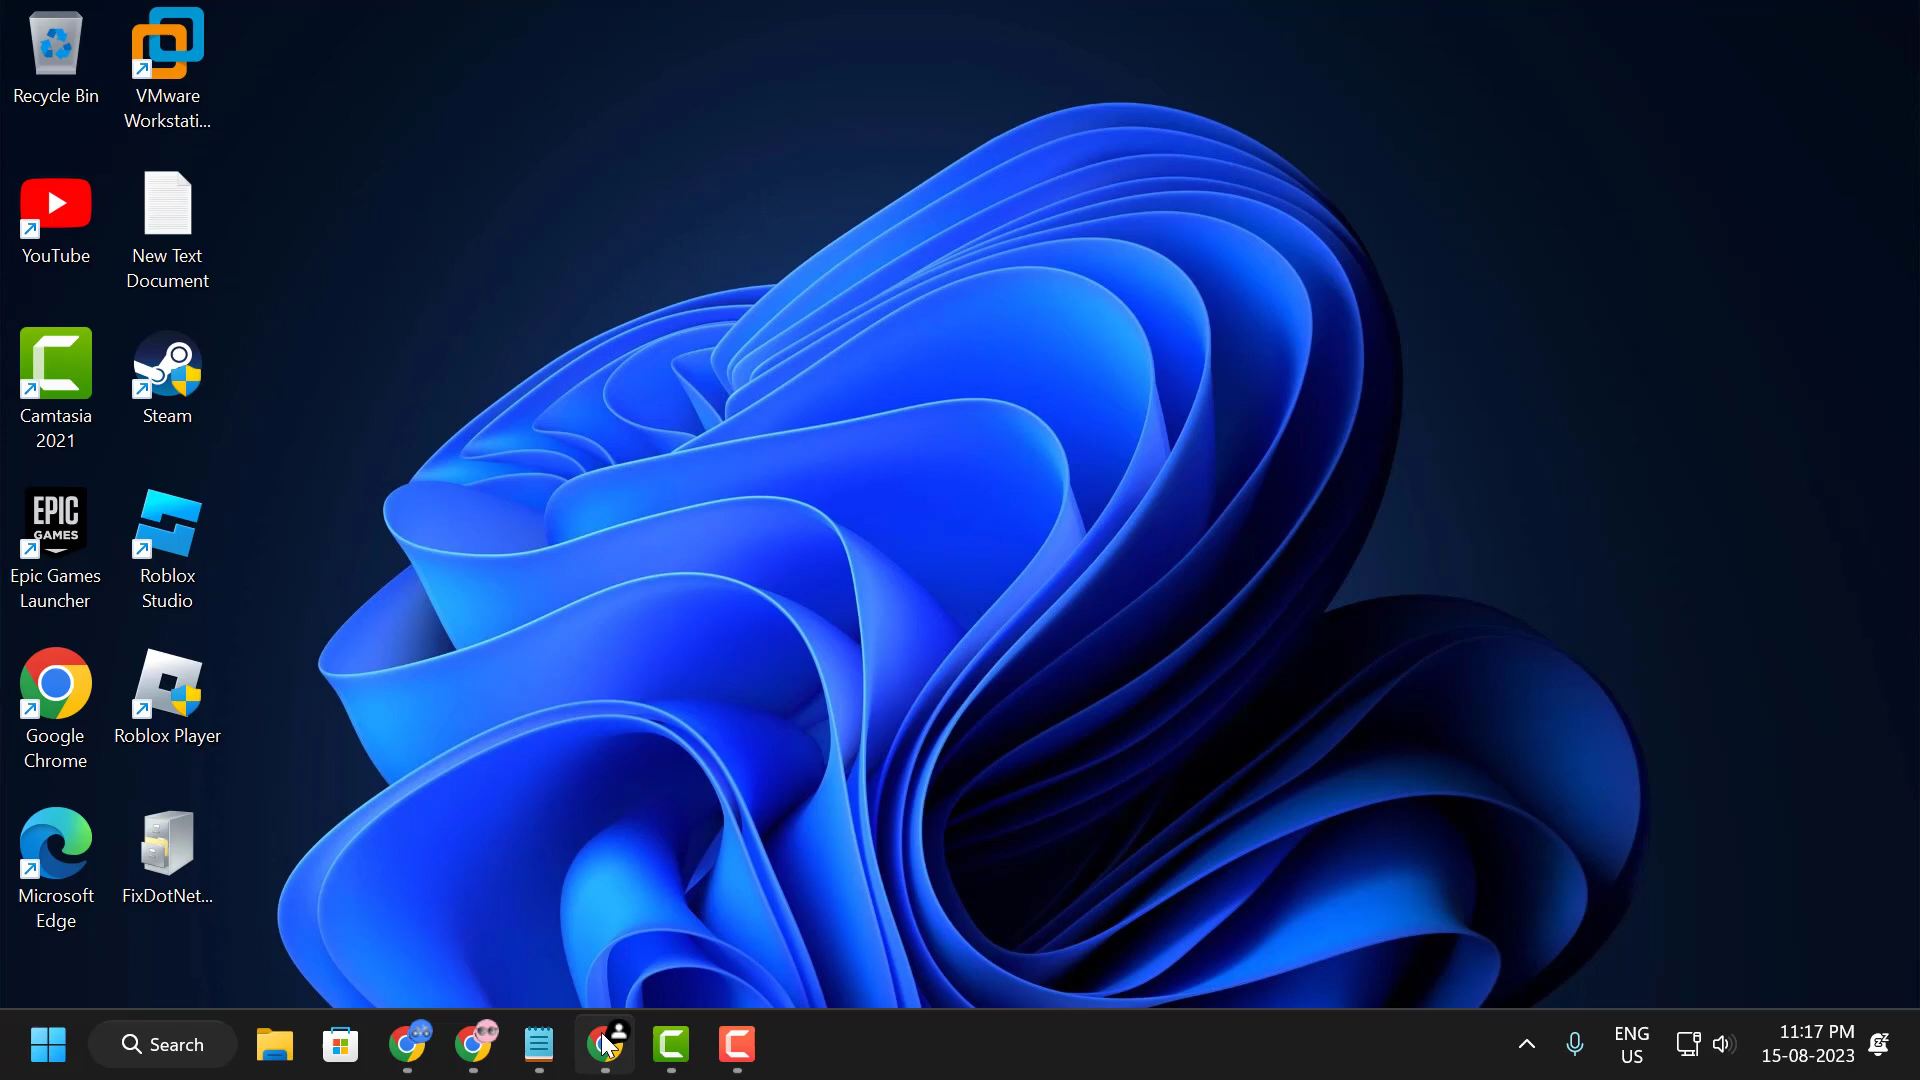 Recycle Bin
VMware
Workstati...
YouTube
New Text
Document
Camtasia
2021
Steam
EPIC
GAMES
Epic Games
Launcher
Roblox
Studio
Google
Chrome
Roblox Player
Microsoft
Edge
FixDotNet...
Search
ENG
US
11:17 PM
15-08-2023